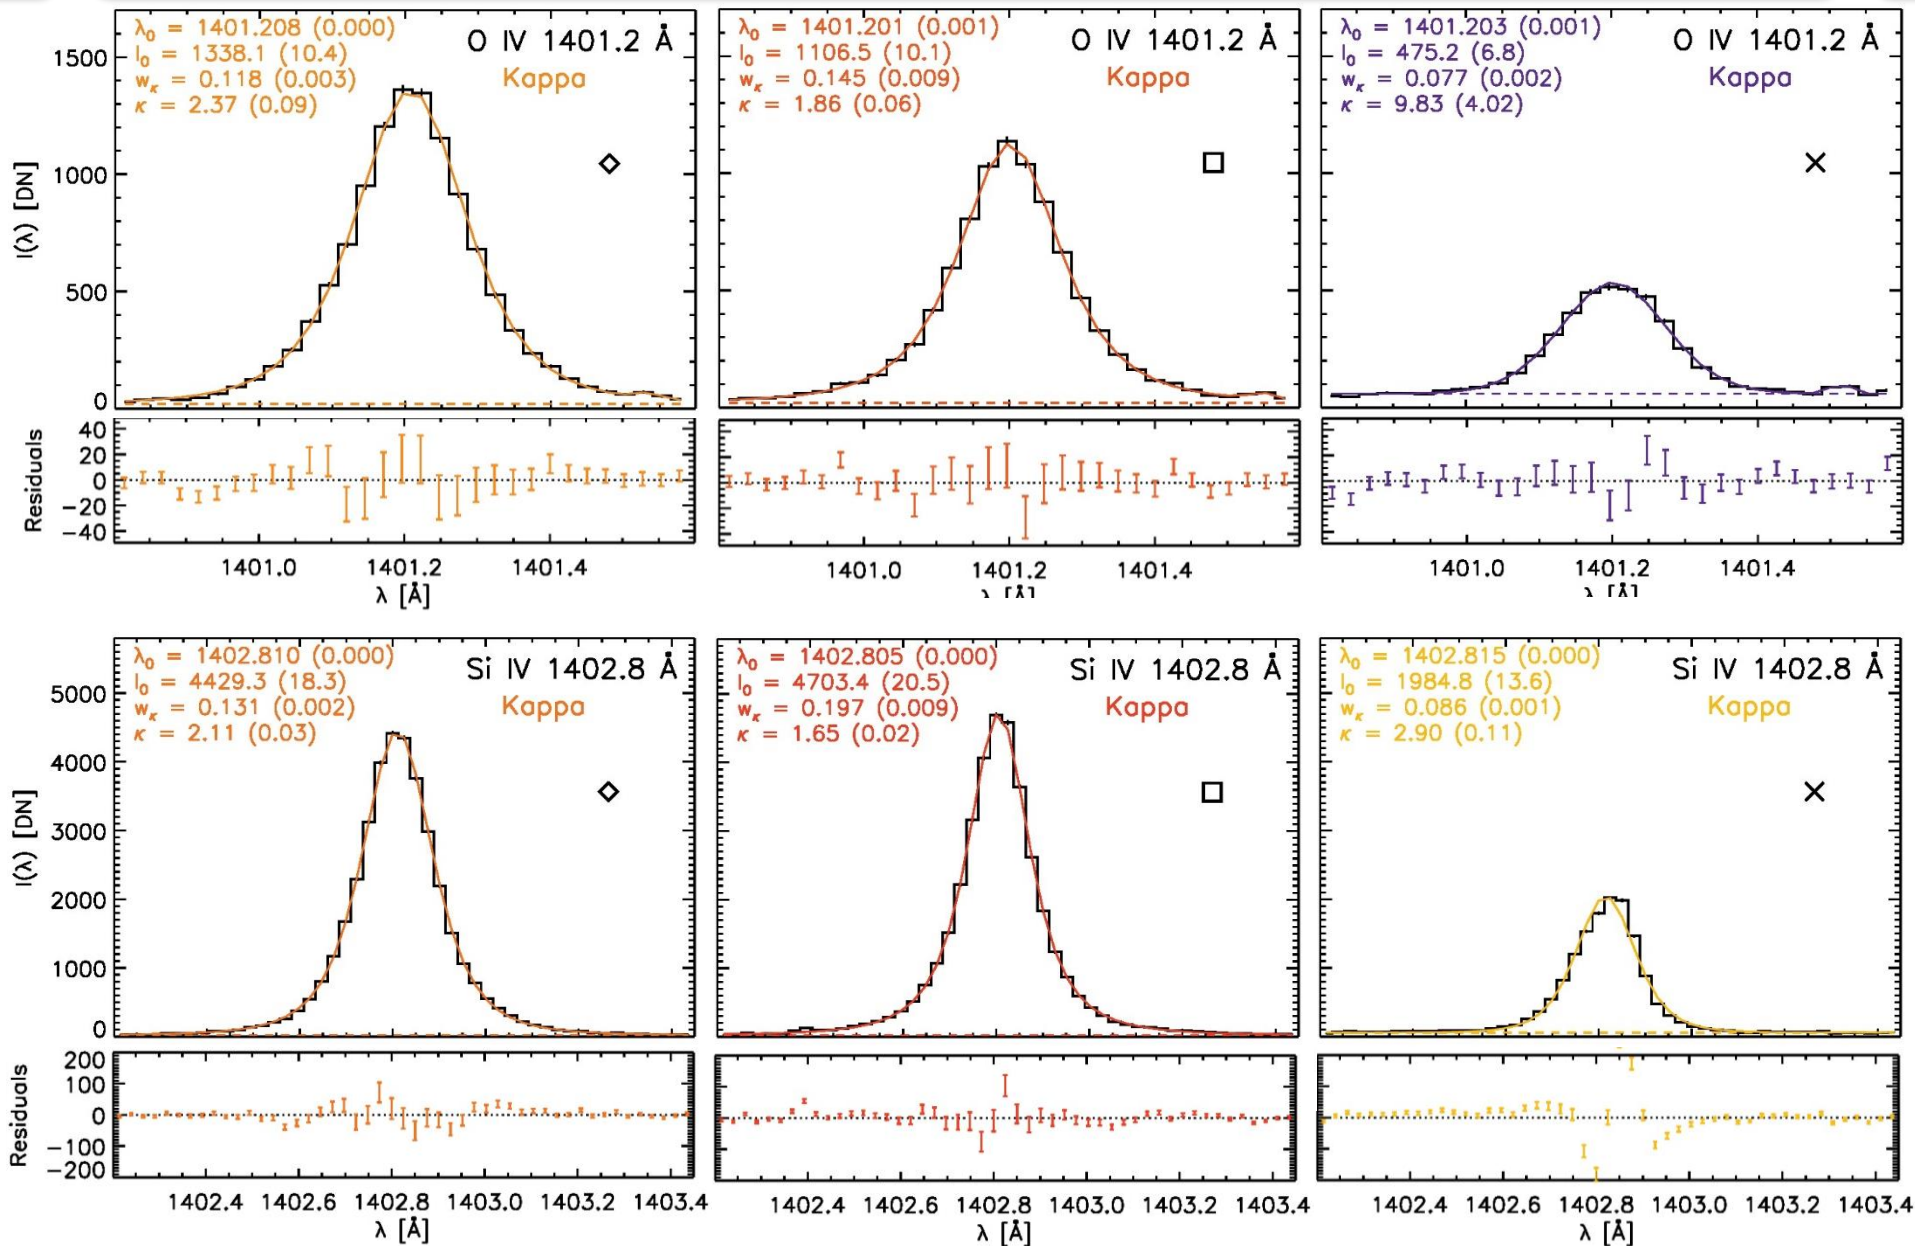 λ₀ = 1401.208 (0.000)
I₀ = 1338.1 (10.4)
wκ = 0.118 (0.003)
κ = 2.37 (0.09)
O IV 1401.2 Å
Kappa
λ₀ = 1401.201 (0.001)
I₀ = 1106.5 (10.1)
wκ = 0.145 (0.009)
κ = 1.86 (0.06)
O IV 1401.2 Å
Kappa
λ₀ = 1401.203 (0.001)
I₀ = 475.2 (6.8)
wκ = 0.077 (0.002)
κ = 9.83 (4.02)
O IV 1401.2 Å
Kappa
I(λ) [DN]
1500
1000
500
0
Residuals
40
20
0
−20
−40
1401.0 1401.2 1401.4
λ [Å]
1401.0 1401.2 1401.4
λ [Å]
1401.0 1401.2 1401.4
λ [Å]
λ₀ = 1402.810 (0.000)
I₀ = 4429.3 (18.3)
wκ = 0.131 (0.002)
κ = 2.11 (0.03)
Si IV 1402.8 Å
Kappa
λ₀ = 1402.805 (0.000)
I₀ = 4703.4 (20.5)
wκ = 0.197 (0.009)
κ = 1.65 (0.02)
Si IV 1402.8 Å
Kappa
λ₀ = 1402.815 (0.000)
I₀ = 1984.8 (13.6)
wκ = 0.086 (0.001)
κ = 2.90 (0.11)
Si IV 1402.8 Å
Kappa
I(λ) [DN]
5000
4000
3000
2000
1000
0
Residuals
200
100
0
−100
−200
1402.4 1402.6 1402.8 1403.0 1403.2 1403.4
λ [Å]
1402.4 1402.6 1402.8 1403.0 1403.2 1403.4
λ [Å]
1402.4 1402.6 1402.8 1403.0 1403.2 1403.4
λ [Å]